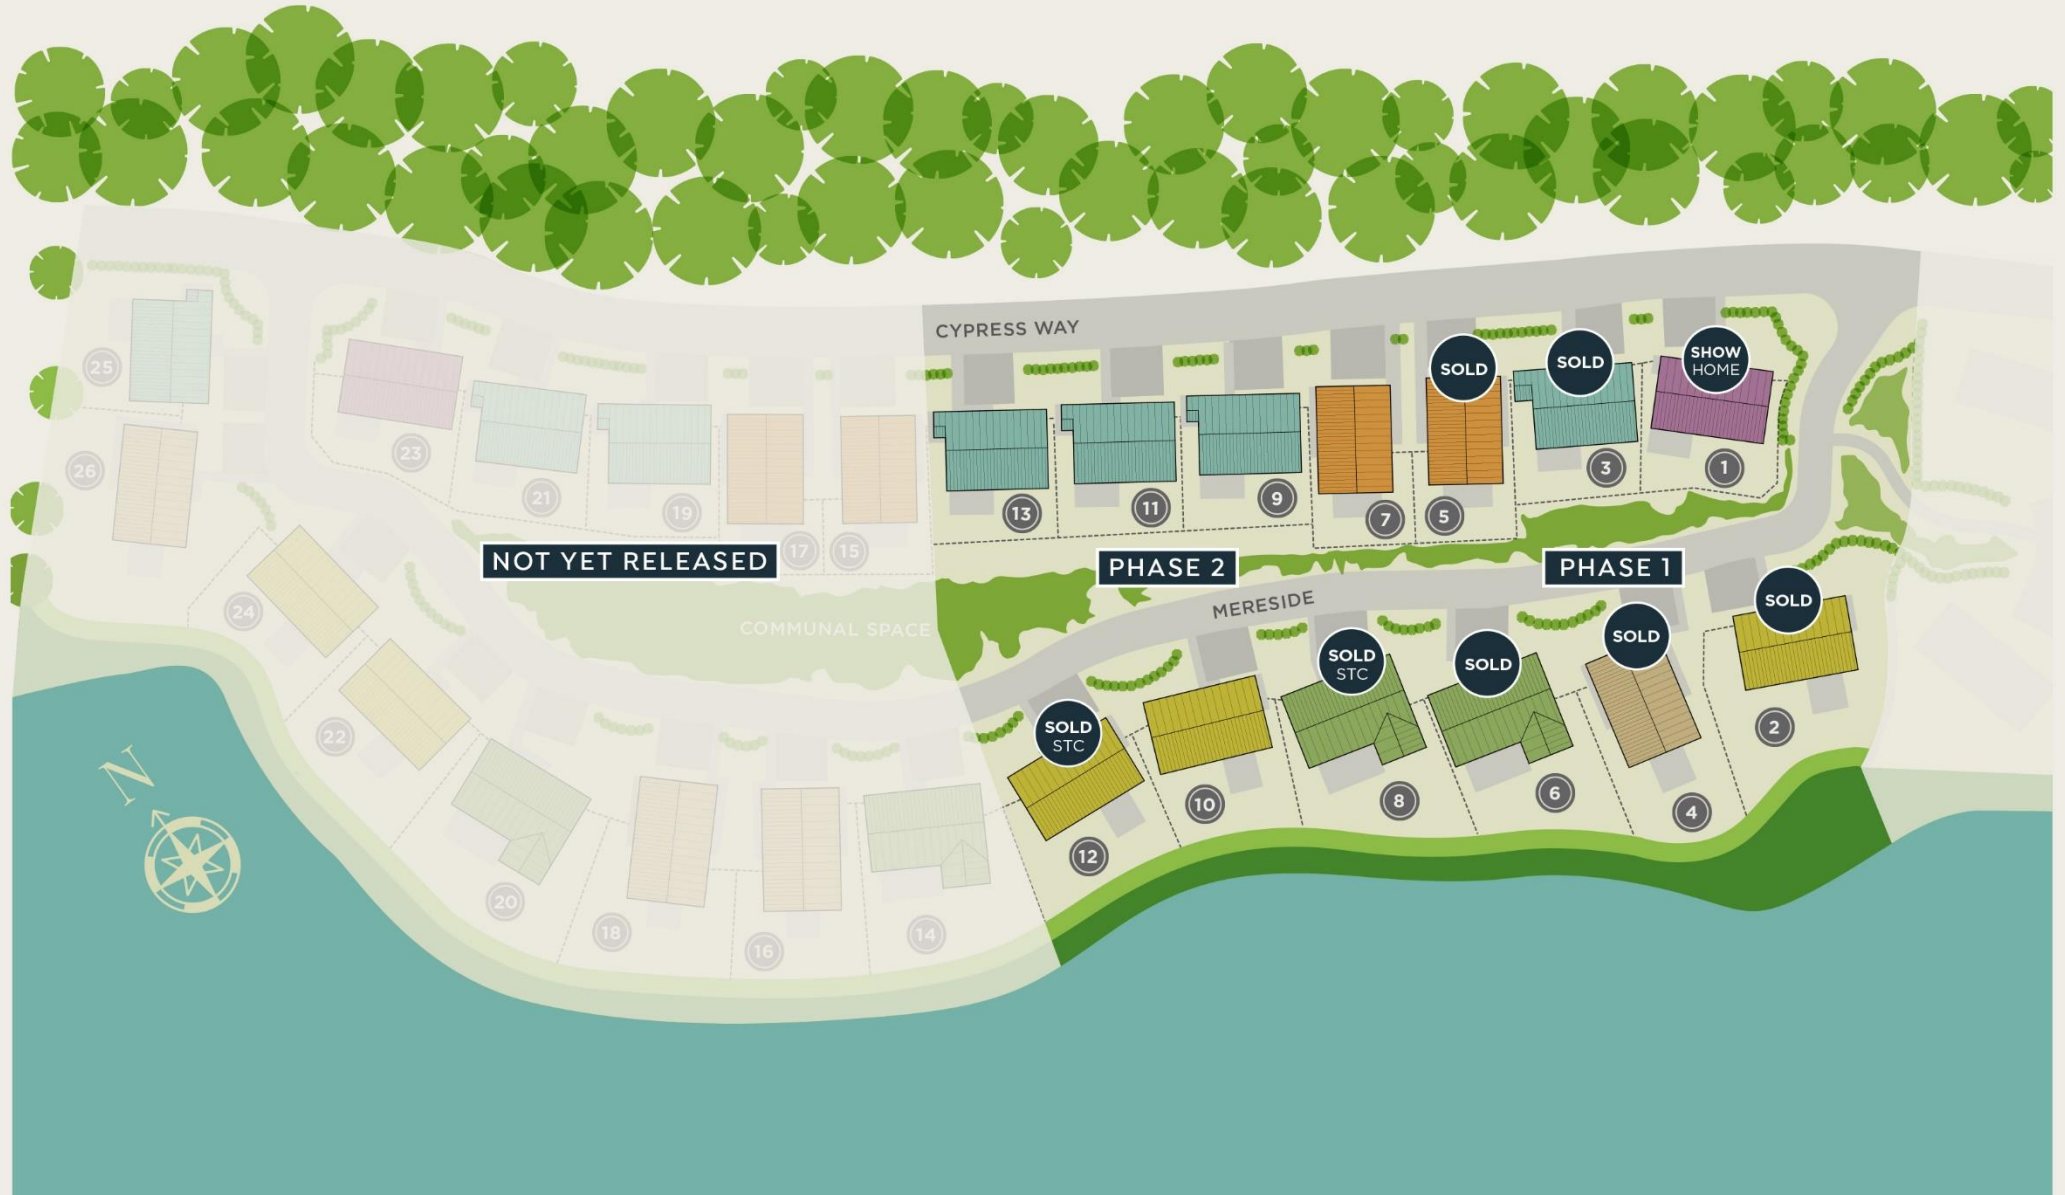 CYPRESS WAY
SOLD
SOLD
SHOW
HOME
25
26
23
21
19
17
15
13
11
9
7
5
3
1
NOT YET RELEASED
PHASE 2
PHASE 1
MERESIDE
COMMUNAL SPACE
24
22
20
18
16
14
SOLD
STC
SOLD
STC
SOLD
SOLD
SOLD
12
10
8
6
4
2
N